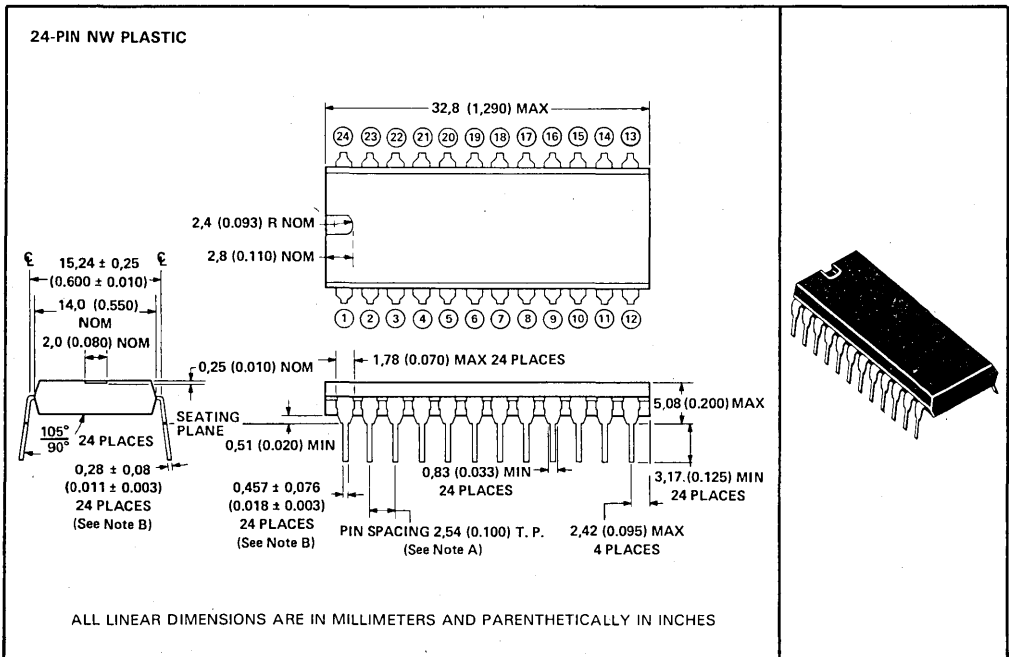 24-PIN NW PLASTIC
32,8 (1,290) MAX
24 23 22 21 20 19 18 17 16 15 14 13
2,4 (0.093) R NOM
2,8 (0.110) NOM
℄ ℄
15,24 ± 0,25
(0.600 ± 0.010)
14,0 (0.550)
NOM
2,0 (0.080) NOM
1 2 3 4 5 6 7 8 9 10 11 12
0,25 (0.010) NOM
1,78 (0.070) MAX 24 PLACES
5,08 (0.200) MAX
SEATING
PLANE
105°
90°
24 PLACES
0,51 (0.020) MIN
0,28 ± 0,08
(0.011 ± 0.003)
24 PLACES
(See Note B)
0,457 ± 0,076
(0.018 ± 0.003)
24 PLACES
(See Note B)
0,83 (0.033) MIN
24 PLACES
3,17.(0.125) MIN
24 PLACES
PIN SPACING 2,54 (0.100) T. P.
(See Note A)
2,42 (0.095) MAX
4 PLACES
ALL LINEAR DIMENSIONS ARE IN MILLIMETERS AND PARENTHETICALLY IN INCHES